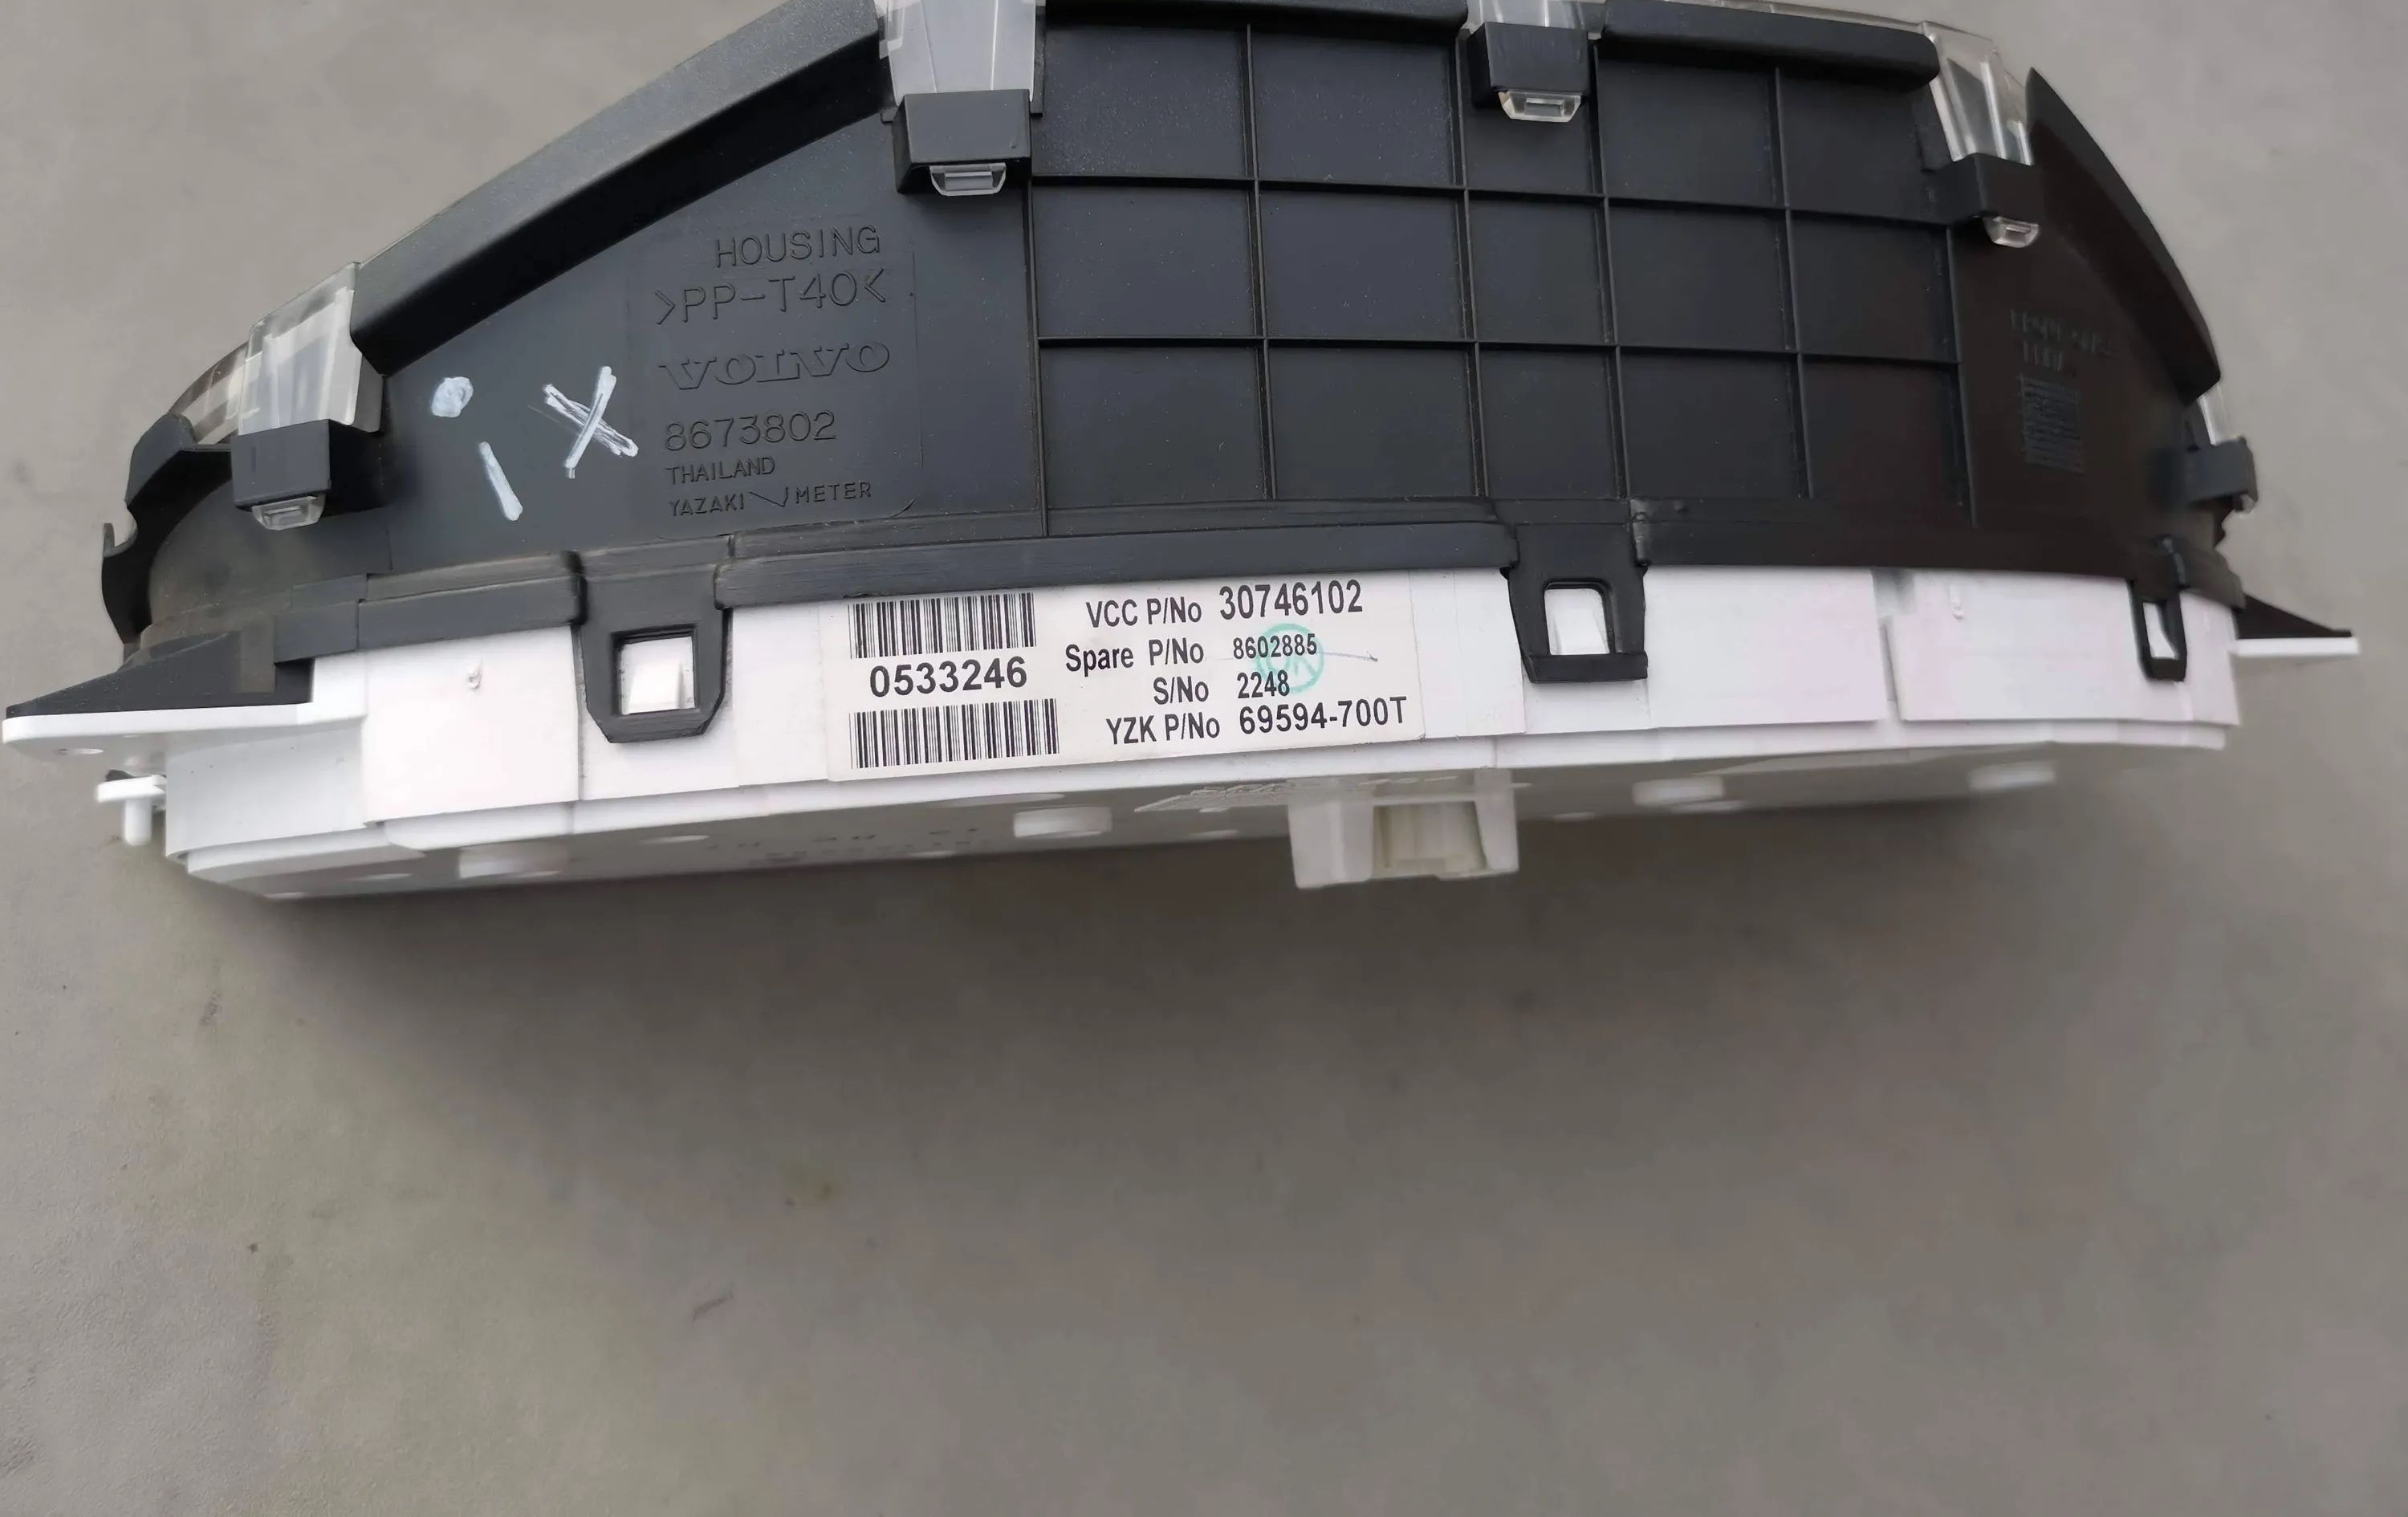 HOUSING
>PP-T40<
VOLVO
8673802
THAILAND
YAZAKI METER
VCC P/No 30746102
Spare P/No 8602885
0533246
S/No 2248
YZK P/No 69594-700T